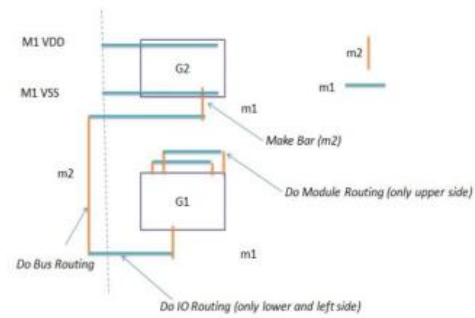 M1 VDD
G2
m2
m1
M1 VSS
m1
Make Bar (m2)
m2
Do Module Routing (only upper side)
G1
m1
Do Bus Routing
Do IO Routing (only lower and left side)